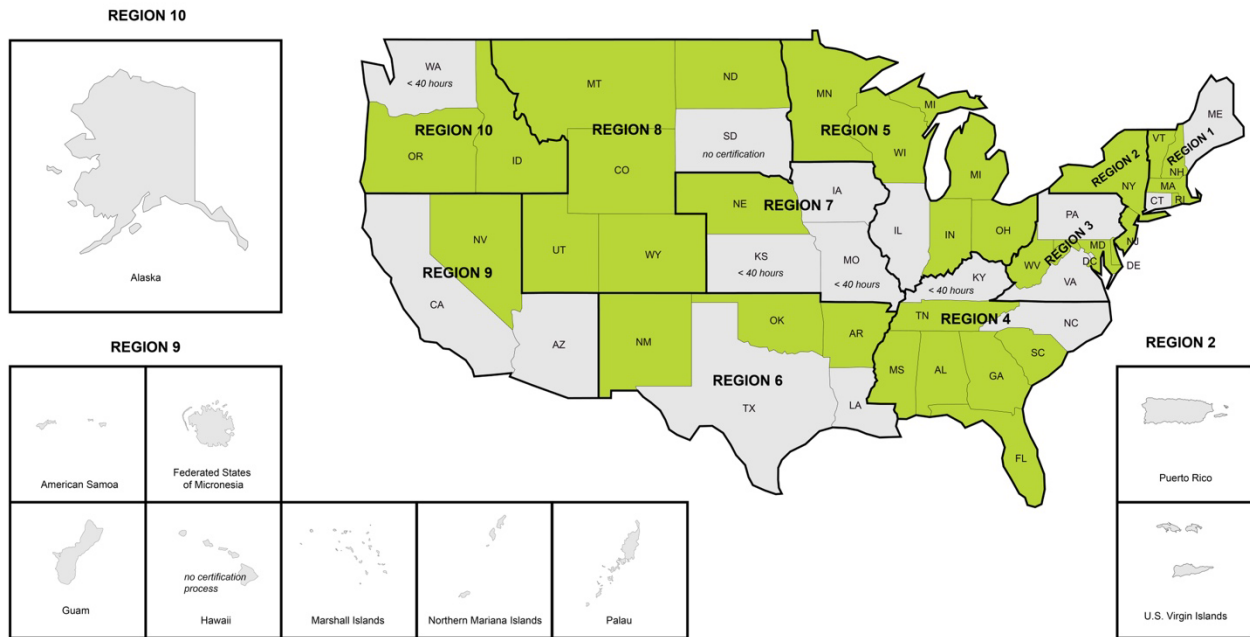 REGION 10
Alaska
WA
< 40 hours
REGION 10
OR
ID
MT
ND
REGION 8
SD
no certification
CO
UT
WY
MN
REGION 5
WI
MI
MI
IL
IN
OH
ME
VT
REGION 1
NH
MA
CT
RI
REGION 2
NY
NJ
PA
REGION 3
MD
DC
DE
WV
VA
NE
REGION 7
IA
KS
< 40 hours
MO
< 40 hours
KY
< 40 hours
NV
REGION 9
CA
AZ
NM
OK
AR
REGION 6
TX
LA
TN
REGION 4
NC
SC
MS
AL
GA
FL
REGION 9
American Samoa
Federated States
of Micronesia
Guam
no certification
process
Hawaii
Marshall Islands
Northern Mariana Islands
Palau
REGION 2
Puerto Rico
U.S. Virgin Islands